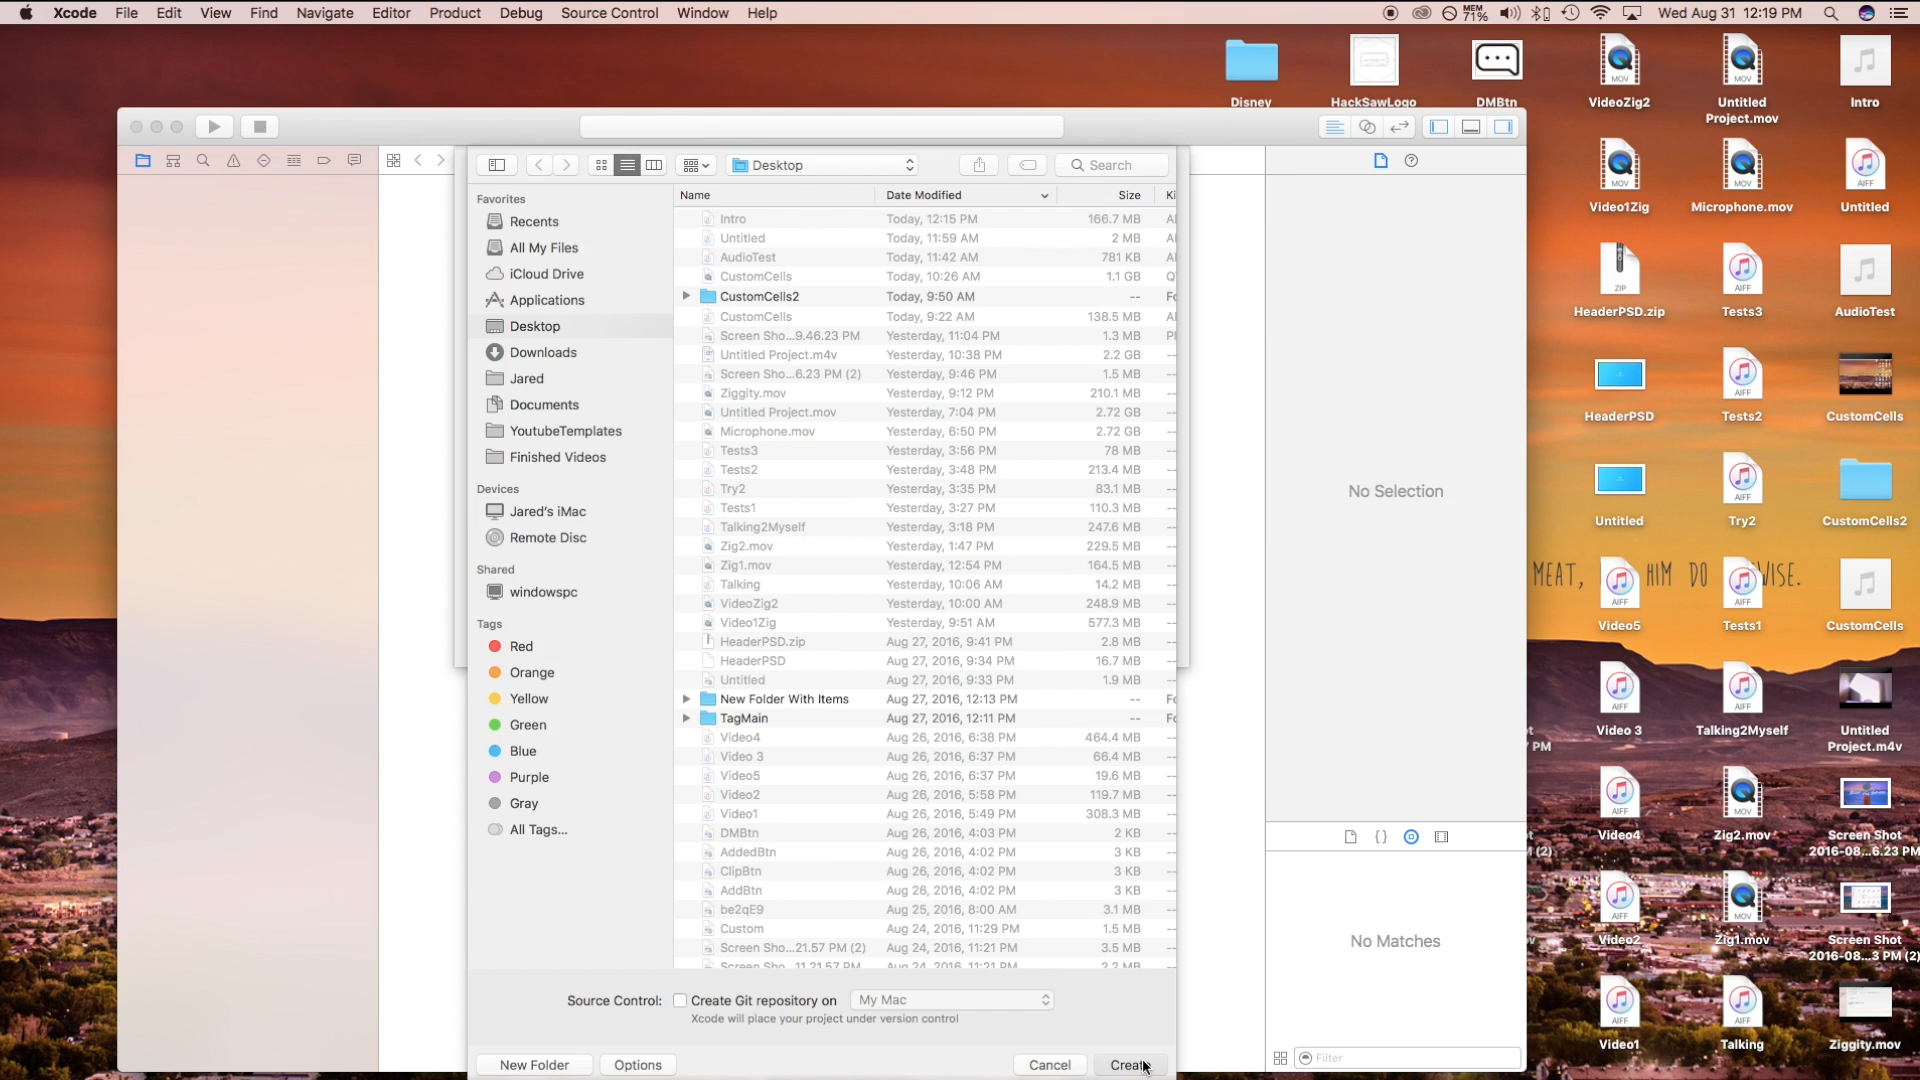 Xcode File Edit View Find Navigate Editor Product Debug Source Control Window Help
MEM 71% Wed Aug 31 12:19 PM
Disney HackSawLogo DMBtn VideoZig2 Untitled Project.mov Intro
Desktop Search
Name Date Modified Size
Favorites
Recents
All My Files
iCloud Drive
Applications
Desktop
Downloads
Jared
Documents
YoutubeTemplates
Finished Videos
Devices
Jared's iMac
Remote Disc
Shared
windowspc
Tags
Red
Orange
Yellow
Green
Blue
Purple
Gray
All Tags...
Intro Today, 12:15 PM 166.7 MB
Untitled Today, 11:59 AM 2 MB
AudioTest Today, 11:42 AM 781 KB
CustomCells Today, 10:26 AM 1.1 GB
CustomCells2 Today, 9:50 AM --
CustomCells Today, 9:22 AM 138.5 MB
Screen Sho...9.46.23 PM Yesterday, 11:04 PM 1.3 MB
Untitled Project.m4v Yesterday, 10:38 PM 2.2 GB --
Screen Sho...6.23 PM (2) Yesterday, 9:46 PM 1.5 MB --
Ziggity.mov Yesterday, 9:12 PM 210.1 MB --
Untitled Project.mov Yesterday, 7:04 PM 2.72 GB --
Microphone.mov Yesterday, 6:50 PM 2.72 GB --
Tests3 Yesterday, 3:56 PM 78 MB --
Tests2 Yesterday, 3:48 PM 213.4 MB --
Try2 Yesterday, 3:35 PM 83.1 MB --
Tests1 Yesterday, 3:27 PM 110.3 MB --
Talking2Myself Yesterday, 3:18 PM 247.6 MB --
Zig2.mov Yesterday, 1:47 PM 229.5 MB --
Zig1.mov Yesterday, 12:54 PM 164.5 MB --
Talking Yesterday, 10:06 AM 14.2 MB --
VideoZig2 Yesterday, 10:00 AM 248.9 MB --
Video1Zig Yesterday, 9:51 AM 577.3 MB --
HeaderPSD.zip Aug 27, 2016, 9:41 PM 2.8 MB --
HeaderPSD Aug 27, 2016, 9:34 PM 16.7 MB --
Untitled Aug 27, 2016, 9:33 PM 1.9 MB --
New Folder With Items Aug 27, 2016, 12:13 PM --
TagMain Aug 27, 2016, 12:11 PM --
Video4 Aug 26, 2016, 6:38 PM 464.4 MB --
Video 3 Aug 26, 2016, 6:37 PM 66.4 MB --
Video5 Aug 26, 2016, 6:37 PM 19.6 MB --
Video2 Aug 26, 2016, 5:58 PM 119.7 MB --
Video1 Aug 26, 2016, 5:49 PM 308.3 MB --
DMBtn Aug 26, 2016, 4:03 PM 2 KB --
AddedBtn Aug 26, 2016, 4:02 PM 3 KB --
ClipBtn Aug 26, 2016, 4:02 PM 3 KB --
AddBtn Aug 26, 2016, 4:02 PM 3 KB --
be2qE9 Aug 25, 2016, 8:00 AM 3.1 MB --
Custom Aug 24, 2016, 11:29 PM 1.5 MB --
Screen Sho...21.57 PM (2) Aug 24, 2016, 11:21 PM 3.5 MB --
Screen Sho...11.21.57 PM Aug 24, 2016, 11:21 PM 2.2 MB --
Source Control: Create Git repository on My Mac
Xcode will place your project under version control
New Folder Options Cancel Create
No Selection
No Matches
Filter
Video1Zig Microphone.mov Untitled
HeaderPSD.zip Tests3 AudioTest
HeaderPSD Tests2 CustomCells
Untitled Try2 CustomCells2
MEAT, HIM DO WISE.
Video5 Tests1 CustomCells
Video 3 Talking2Myself Untitled Project.m4v
Video4 Zig2.mov Screen Shot 2016-08...6.23 PM
Video2 Zig1.mov Screen Shot 2016-08...3 PM (2)
Video1 Talking Ziggity.mov